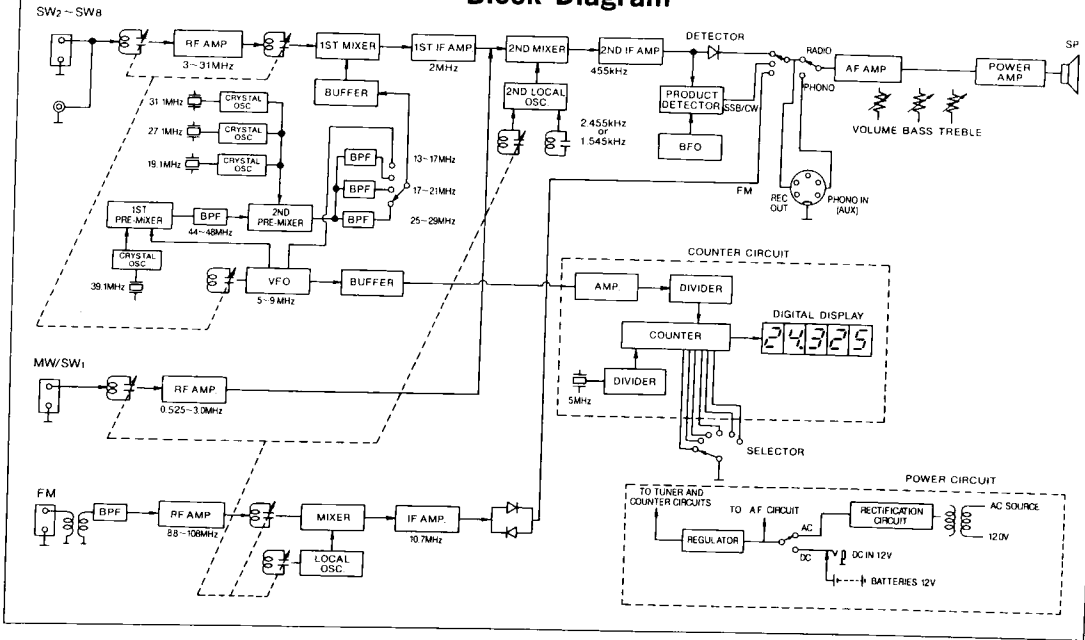 Block Diagram
SW2~SW8
RF AMP
3~31MHz
1ST MIXER
1ST IF AMP
2MHz
2ND MIXER
2ND IF AMP
455kHz
DETECTOR
RADIO
PHONO
AF AMP
POWER
AMP
SP
VOLUME BASS TREBLE
BUFFER
2ND LOCAL
OSC.
2.455kHz
or
1.545kHz
PRODUCT
DETECTOR
SSB/CW
BFO
FM
REC
OUT
PHONO IN
(AUX)
31.1MHz
CRYSTAL
OSC
27.1MHz
CRYSTAL
OSC
19.1MHz
CRYSTAL
OSC
BPF
13~17MHz
BPF
17~21MHz
BPF
25~29MHz
1ST
PRE-MIXER
BPF
44~48MHz
2ND
PRE-MIXER
CRYSTAL
OSC
39.1MHz
VFO
5~9MHz
BUFFER
COUNTER CIRCUIT
AMP.
DIVIDER
COUNTER
DIGITAL DISPLAY
24.325
DIVIDER
5MHz
SELECTOR
MW/SW1
RF AMP.
0.525~3.0MHz
FM
BPF
RF AMP.
88~108MHz
MIXER
IF AMP.
10.7MHz
LOCAL
OSC.
POWER CIRCUIT
TO TUNER AND
COUNTER CIRCUITS
TO AF CIRCUIT
REGULATOR
AC
DC
RECTIFICATION
CIRCUIT
AC SOURCE
120V
DC IN 12V
BATTERIES 12V